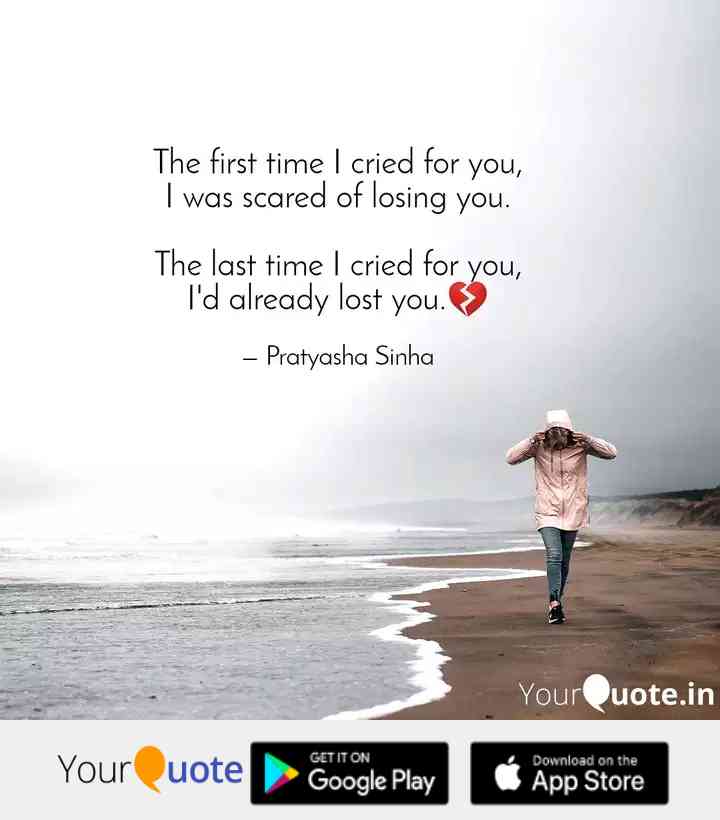 The first time I cried for you,
I was scared of losing you.
The last time I cried for you,
I'd already lost you.💔
– Pratyasha Sinha
YourQuote.in
YourQuote
GET IT ON
Google Play
Download on the
App Store